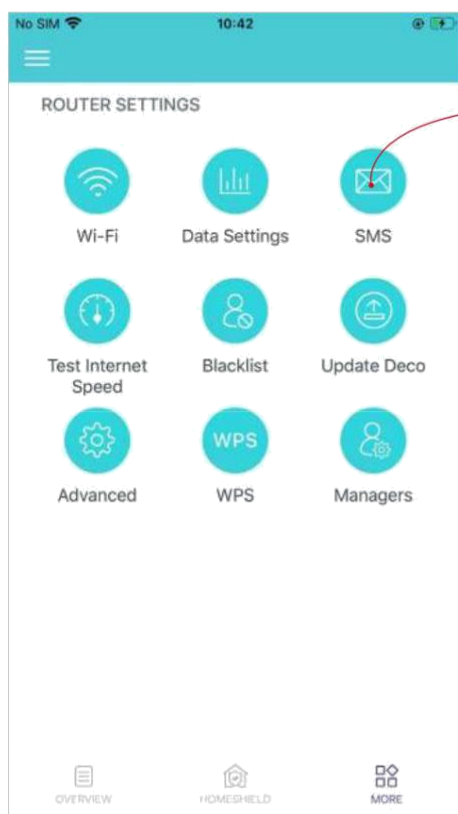 No SIM 10:42
ROUTER SETTINGS
Wi-Fi Data Settings SMS
Test Internet Speed Blacklist Update Deco
WPS
Advanced WPS Managers
OVERVIEW HOMESHIELD MORE